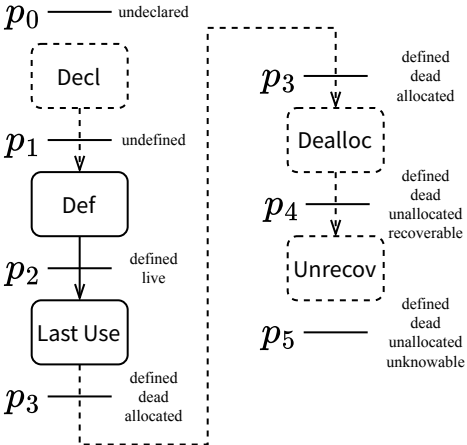 p0 undeclared
Decl
p1 undefined
Def
p2 defined
live
Last Use
p3 defined
dead
allocated
p3 defined
dead
allocated
Dealloc
p4 defined
dead
unallocated
recoverable
Unrecov
p5 defined
dead
unallocated
unknowable